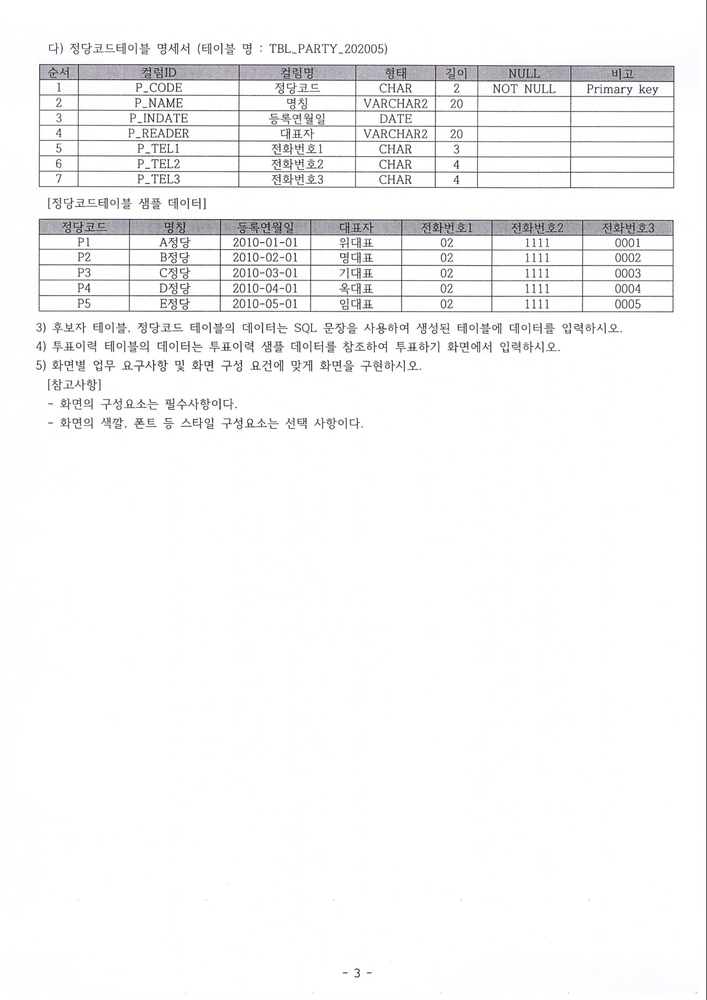 다) 정당코드테이블 명세서 (테이블 명 : TBL_PARTY_202005)
순서 컬럼ID 컬럼명 형태 길이 NULL 비고
1 P_CODE 정당코드 CHAR 2 NOT NULL Primary key
2 P_NAME 명칭 VARCHAR2 20
3 P_INDATE 등록연월일 DATE
4 P_READER 대표자 VARCHAR2 20
5 P_TEL1 전화번호1 CHAR 3
6 P_TEL2 전화번호2 CHAR 4
7 P_TEL3 전화번호3 CHAR 4
[정당코드테이블 샘플 데이터]
정당코드 명칭 등록연월일 대표자 전화번호1 전화번호2 전화번호3
P1 A정당 2010-01-01 위대표 02 1111 0001
P2 B정당 2010-02-01 명대표 02 1111 0002
P3 C정당 2010-03-01 기대표 02 1111 0003
P4 D정당 2010-04-01 옥대표 02 1111 0004
P5 E정당 2010-05-01 임대표 02 1111 0005
3) 후보자 테이블, 정당코드 테이블의 데이터는 SQL 문장을 사용하여 생성된 테이블에 데이터를 입력하시오.
4) 투표이력 테이블의 데이터는 투표이력 샘플 데이터를 참조하여 투표하기 화면에서 입력하시오.
5) 화면별 업무 요구사항 및 화면 구성 요건에 맞게 화면을 구현하시오.
[참고사항]
- 화면의 구성요소는 필수사항이다.
- 화면의 색깔, 폰트 등 스타일 구성요소는 선택 사항이다.
- 3 -